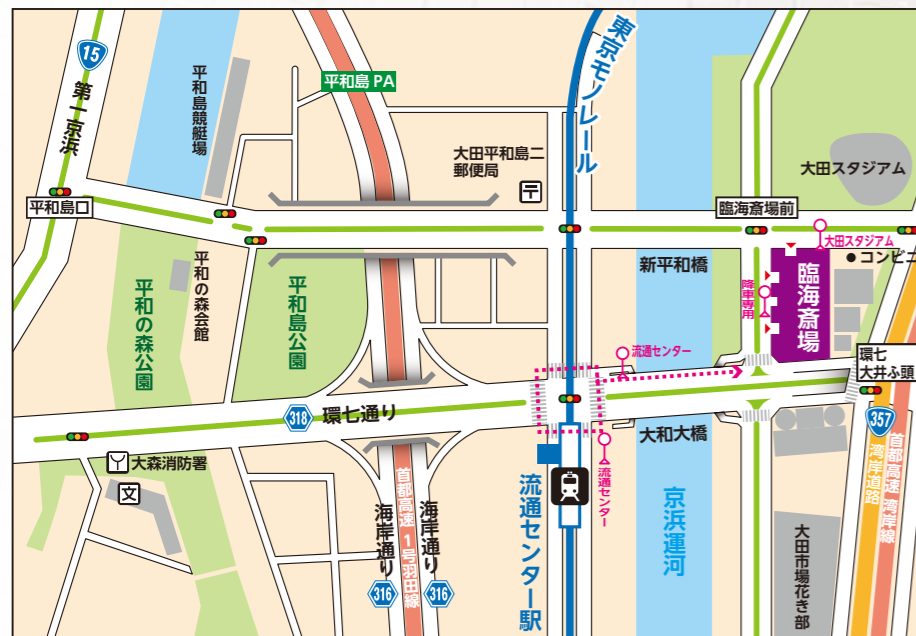 15
第一京浜
平和島競艇場
平和島 PA
東京モノレール
大田平和島二
郵便局
大田スタジアム
平和島口
臨海斎場前
大田スタジアム
コンビニ
新平和橋
降車専用
臨海斎場
平和の森公園
平和の森会館
平和島公園
流通センター
環七
大井ふ頭
318
環七通り
357
大和大橋
大森消防署
文
流通センター
首都高速 1号羽田線
海岸通り
海岸通り
316
316
流通センター駅
京浜運河
大田市場花き部
湾岸道路
首都高速 湾岸線